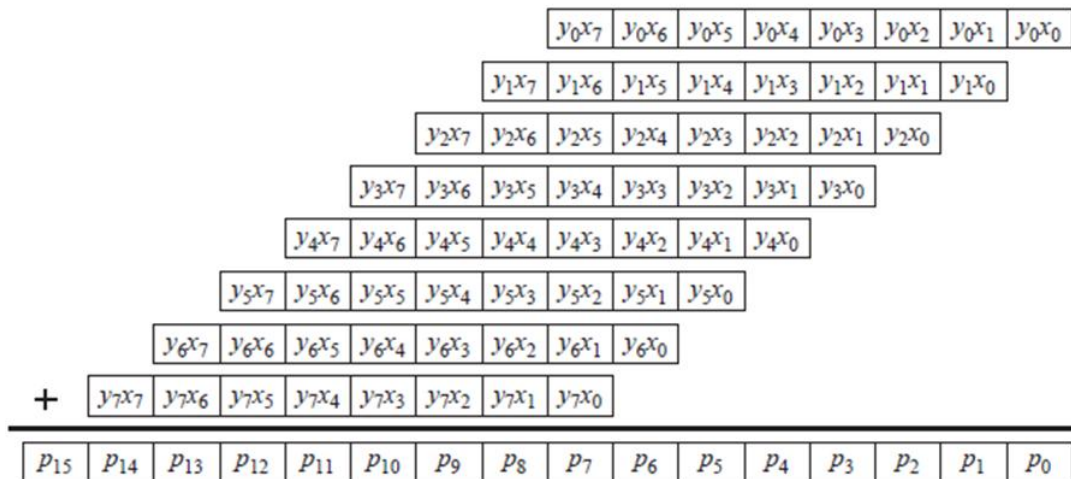 y₀x₇ y₀x₆ y₀x₅ y₀x₄ y₀x₃ y₀x₂ y₀x₁ y₀x₀
y₁x₇ y₁x₆ y₁x₅ y₁x₄ y₁x₃ y₁x₂ y₁x₁ y₁x₀
y₂x₇ y₂x₆ y₂x₅ y₂x₄ y₂x₃ y₂x₂ y₂x₁ y₂x₀
y₃x₇ y₃x₆ y₃x₅ y₃x₄ y₃x₃ y₃x₂ y₃x₁ y₃x₀
y₄x₇ y₄x₆ y₄x₅ y₄x₄ y₄x₃ y₄x₂ y₄x₁ y₄x₀
y₅x₇ y₅x₆ y₅x₅ y₅x₄ y₅x₃ y₅x₂ y₅x₁ y₅x₀
y₆x₇ y₆x₆ y₆x₅ y₆x₄ y₆x₃ y₆x₂ y₆x₁ y₆x₀
+ y₇x₇ y₇x₆ y₇x₅ y₇x₄ y₇x₃ y₇x₂ y₇x₁ y₇x₀
p₁₅ p₁₄ p₁₃ p₁₂ p₁₁ p₁₀ p₉ p₈ p₇ p₆ p₅ p₄ p₃ p₂ p₁ p₀